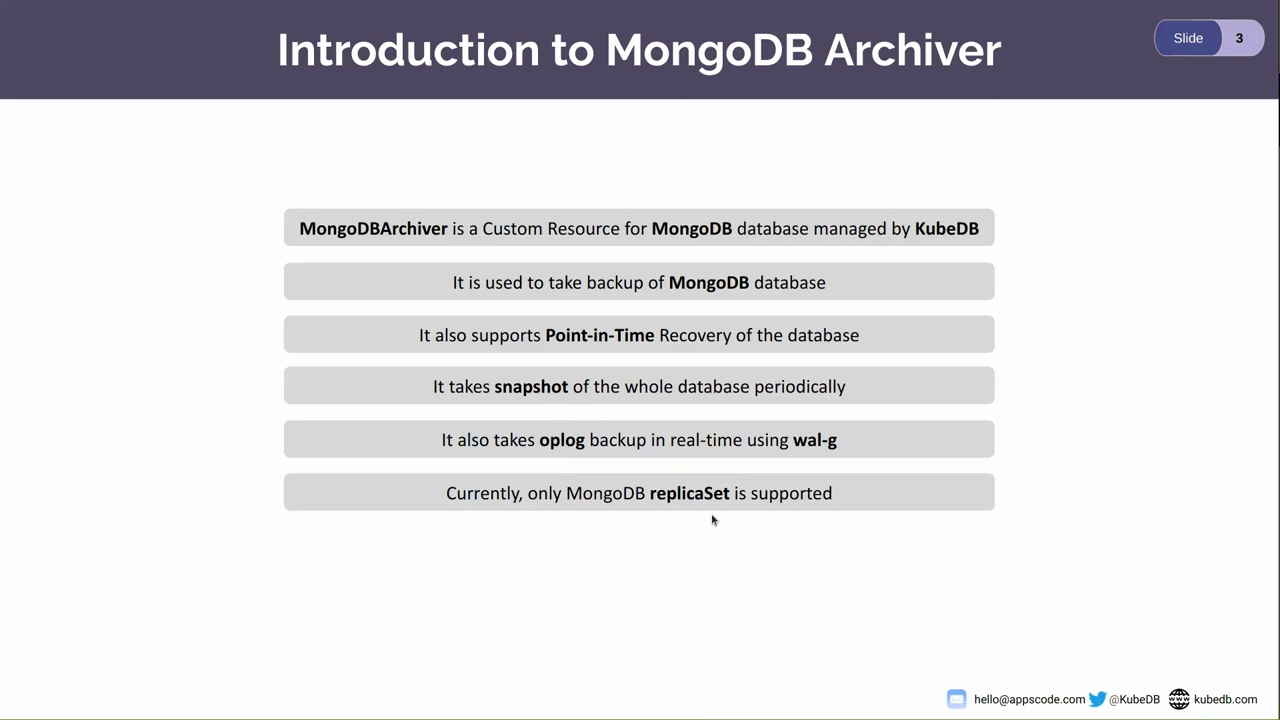 Introduction to MongoDB Archiver
Slide 3
MongoDBArchiver is a Custom Resource for MongoDB database managed by KubeDB
It is used to take backup of MongoDB database
It also supports Point-in-Time Recovery of the database
It takes snapshot of the whole database periodically
It also takes oplog backup in real-time using wal-g
Currently, only MongoDB replicaSet is supported
hello@appscode.com @KubeDB kubedb.com